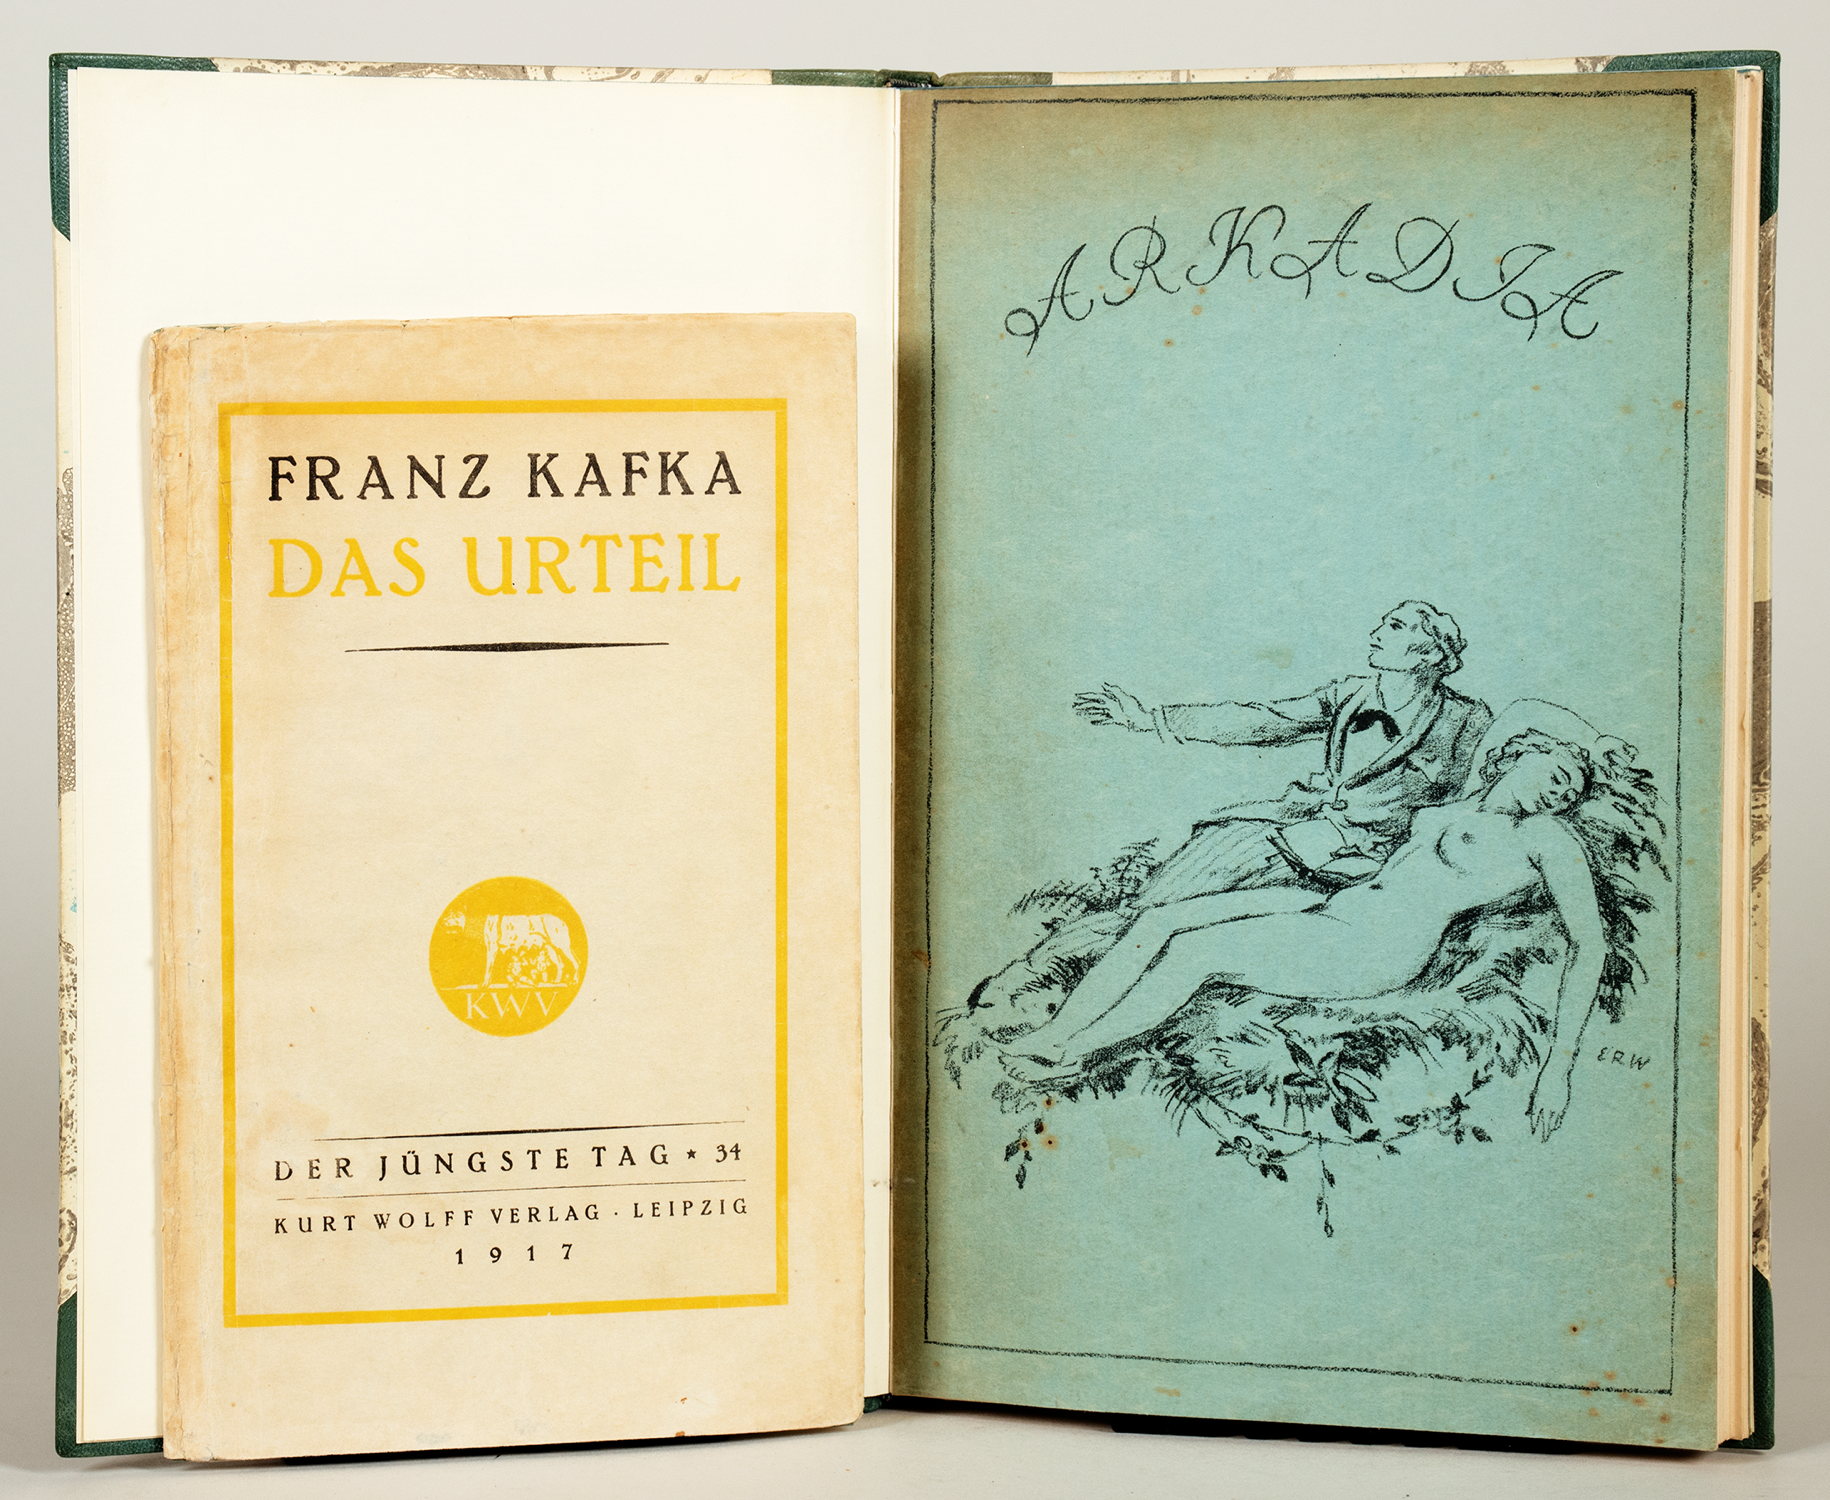 FRANZ KAFKA
DAS URTEIL
KWV
DER JÜNGSTE TAG ★ 34
KURT WOLFF VERLAG · LEIPZIG
1917
ARKADIA
ERW